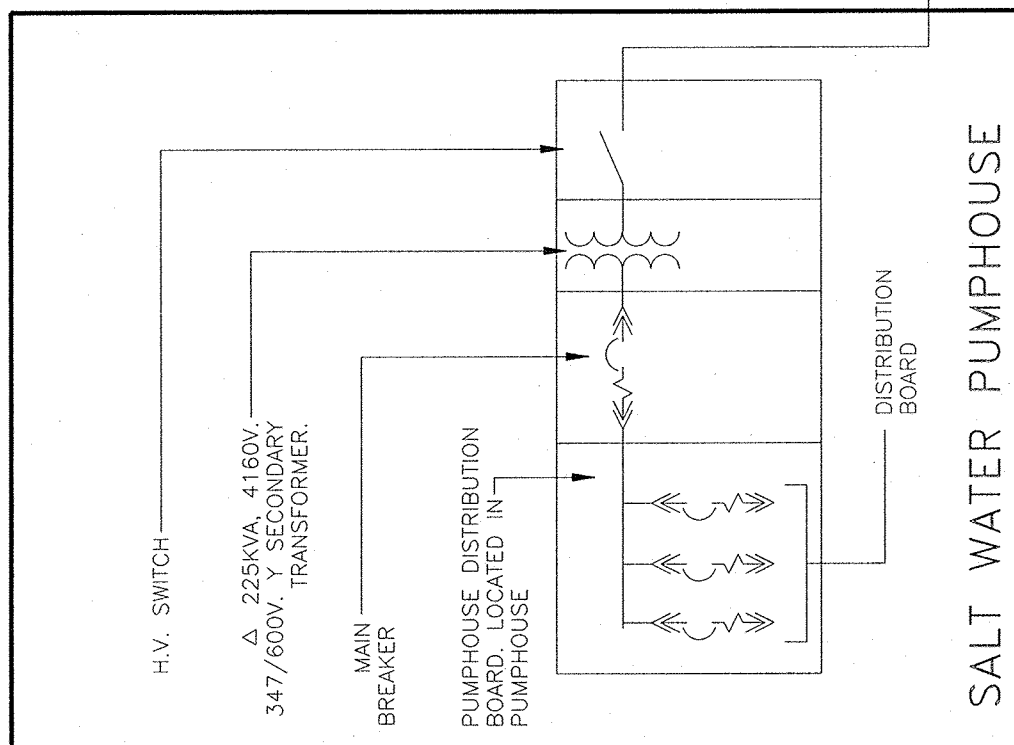 H.V. SWITCH
△ 225KVA, 4160V.
347/600V. Y SECONDARY
TRANSFORMER.
MAIN
BREAKER
PUMPHOUSE DISTRIBUTION
BOARD. LOCATED IN
PUMPHOUSE
DISTRIBUTION
BOARD
SALT WATER PUMPHOUSE